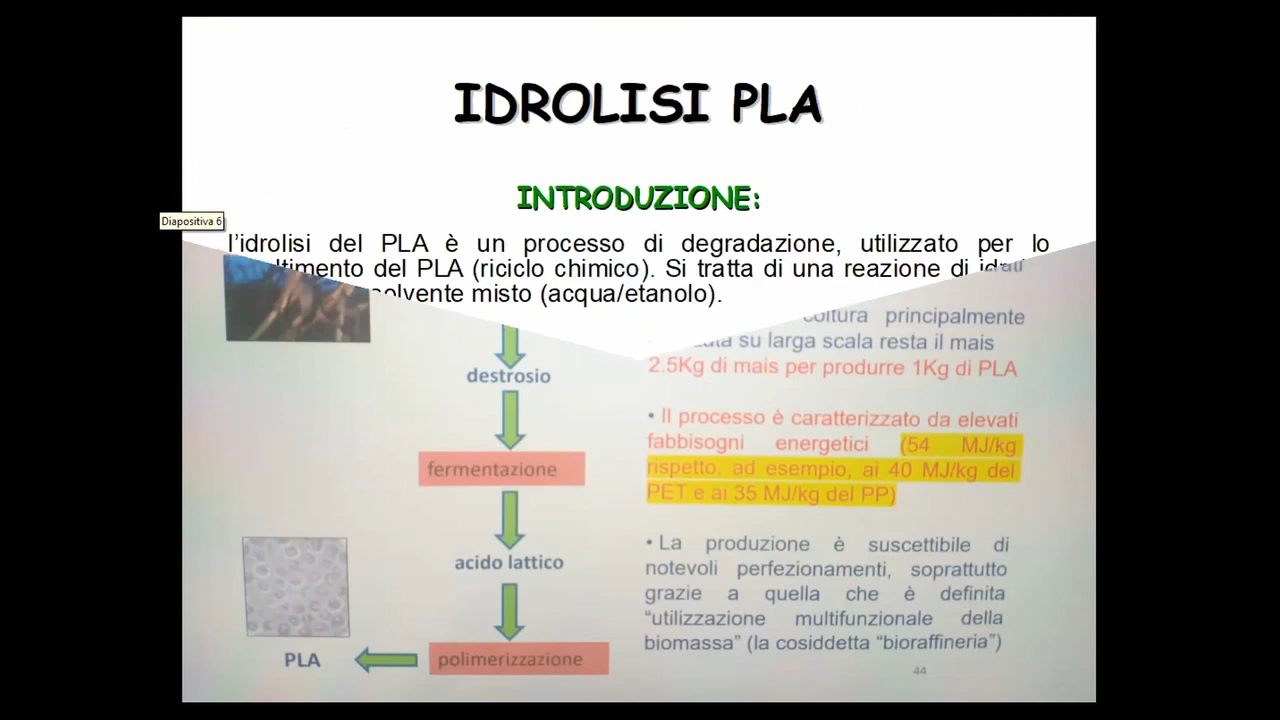 IDROLISI PLA
INTRODUZIONE:
Diapositiva 6
l’idrolisi del PLA è un processo di degradazione, utilizzato per lo
del PLA (riciclo chimico). Si tratta di una reazione di
misto (acqua/etanolo).
coltura principalmente
su larga scala resta il mais
2.5Kg di mais per produrre 1Kg di PLA
• Il processo è caratterizzato da elevati
fabbisogni energetici (54 MJ/kg
rispetto, ad esempio, ai 40 MJ/kg del
PET e ai 35 MJ/kg del PP)
• La produzione è suscettibile di
notevoli perfezionamenti, soprattutto
grazie a quella che è definita
“utilizzazione multifunzionale della
biomassa” (la cosiddetta “bioraffineria”)
44
destrosio
fermentazione
acido lattico
polimerizzazione
PLA